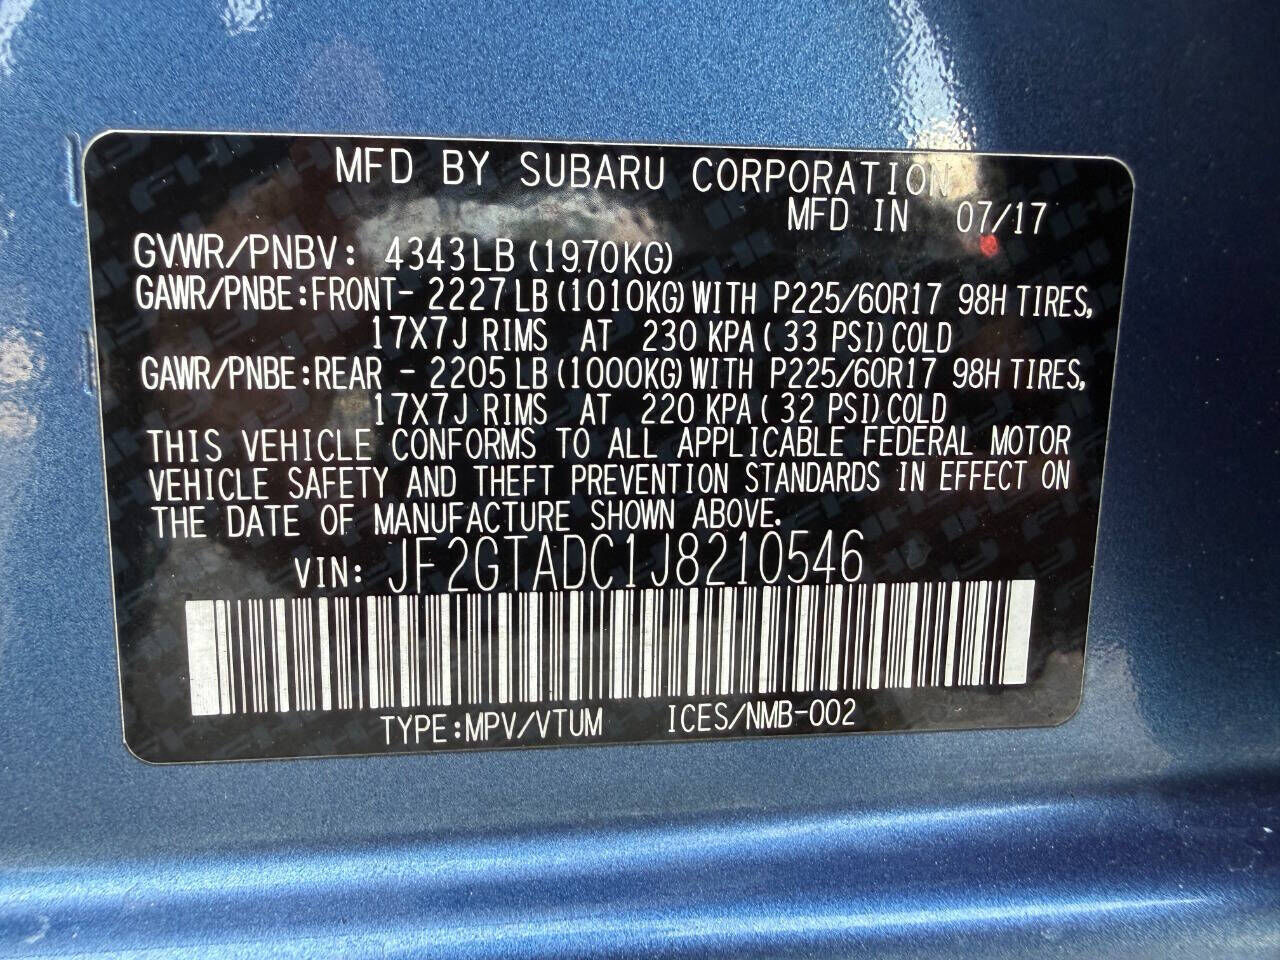 MFD BY SUBARU CORPORATION
MFD IN 07/17
GVWR/PNBV: 4343LB (1970KG)
GAWR/PNBE:FRONT- 2227 LB (1010KG) WITH P225/60R17 98H TIRES,
17X7J RIMS AT 230 KPA ( 33 PSI) COLD
GAWR/PNBE:REAR - 2205 LB (1000KG) WITH P225/60R17 98H TIRES,
17X7J RIMS AT 220 KPA ( 32 PSI) COLD
THIS VEHICLE CONFORMS TO ALL APPLICABLE FEDERAL MOTOR
VEHICLE SAFETY AND THEFT PREVENTION STANDARDS IN EFFECT ON
THE DATE OF MANUFACTURE SHOWN ABOVE.
VIN: JF2GTADC1J8210546
TYPE:MPV/VTUM ICES/NMB-002